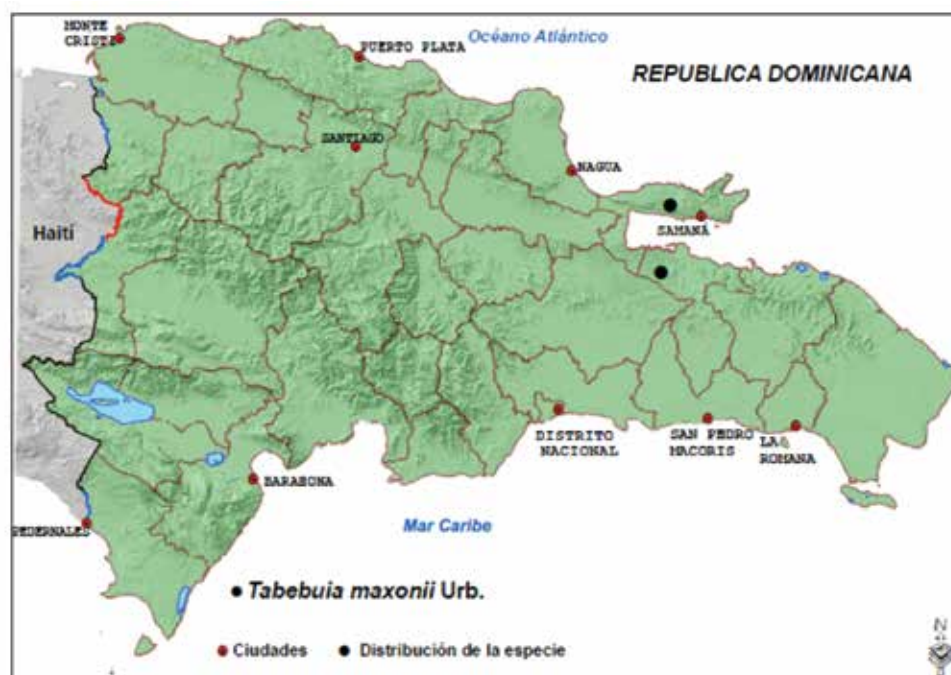 MONTE
CRISTI
PUERTO PLATA
Océano Atlántico
REPUBLICA DOMINICANA
SANTIAGO
NAGUA
Haití
SAMANÁ
DISTRITO
NACIONAL
SAN PEDRO
MACORIS
LA
ROMANA
BARAHONA
PEDERNALES
Mar Caribe
Tabebuia maxonii Urb.
Ciudades
Distribución de la especie
N